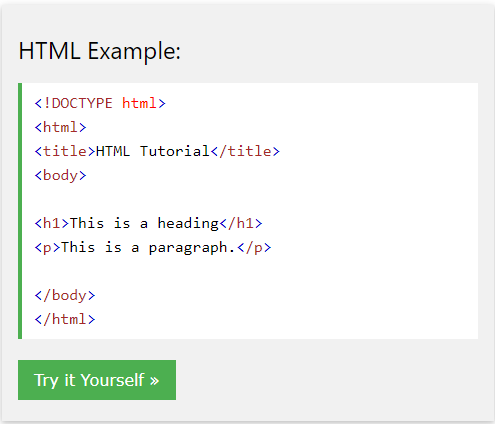 HTML Example:
<!DOCTYPE html>
<html>
<title>HTML Tutorial</title>
<body>
<h1>This is a heading</h1>
<p>This is a paragraph.</p>
</body>
</html>
Try it Yourself »